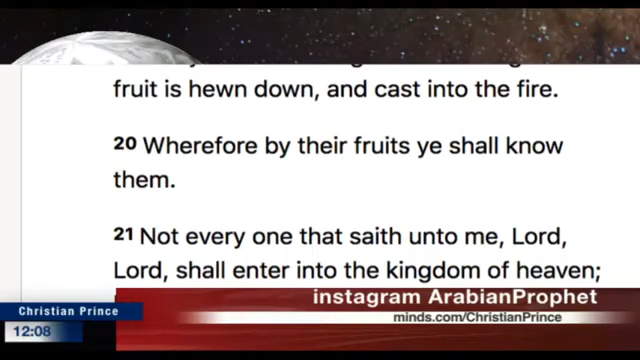 fruit is hewn down, and cast into the fire.
20 Wherefore by their fruits ye shall know
them.
21 Not every one that saith unto me, Lord,
Lord, shall enter into the kingdom of heaven;
instagram ArabianProphet
Christian Prince
minds.com/ChristianPrince
12:08